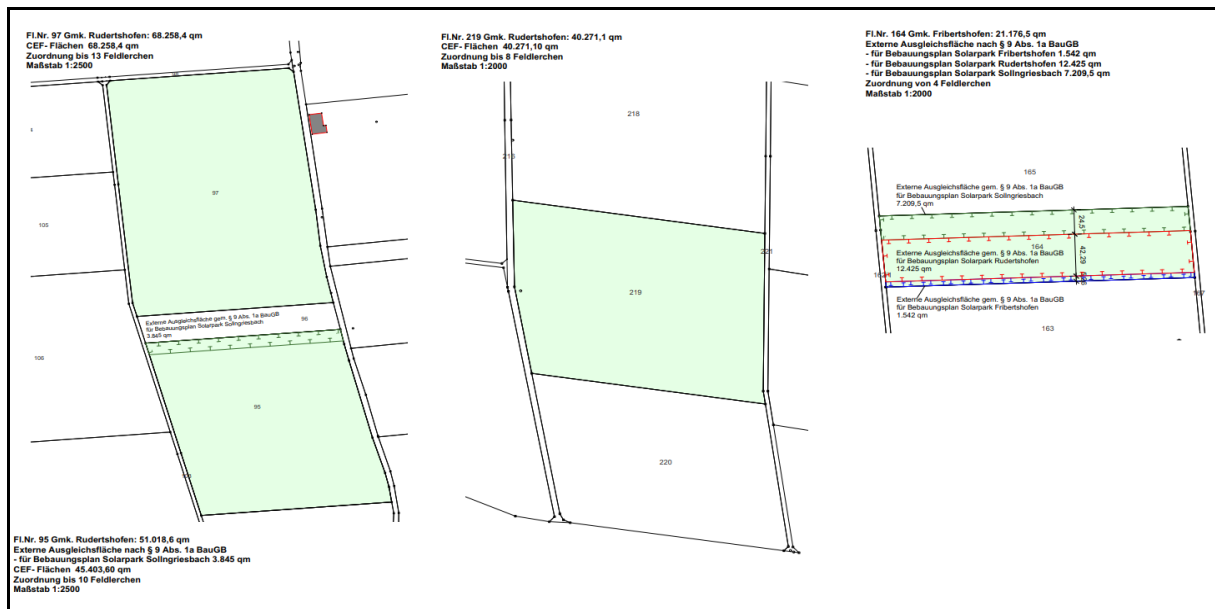 Fl.Nr. 97 Gmk. Rudertshofen: 68.258,4 qm
CEF- Flächen 68.258,4 qm
Zuordnung bis 13 Feldlerchen
Maßstab 1:2500
98
97
105
96
Externe Ausgleichsfläche gem. § 9 Abs. 1a BauGB
für Bebauungsplan Solarpark Sollngriesbach
3.845 qm
106
95
Fl.Nr. 95 Gmk. Rudertshofen: 51.018,6 qm
Externe Ausgleichsfläche nach § 9 Abs. 1a BauGB
- für Bebauungsplan Solarpark Sollngriesbach 3.845 qm
CEF- Flächen 45.403,60 qm
Zuordnung bis 10 Feldlerchen
Maßstab 1:2500
Fl.Nr. 219 Gmk. Rudertshofen: 40.271,1 qm
CEF- Flächen 40.271,10 qm
Zuordnung bis 8 Feldlerchen
Maßstab 1:2000
218
213
221
219
220
Fl.Nr. 164 Gmk. Fribertshofen: 21.176,5 qm
Externe Ausgleichsfläche nach § 9 Abs. 1a BauGB
- für Bebauungsplan Solarpark Fribertshofen 1.542 qm
- für Bebauungsplan Solarpark Rudertshofen 12.425 qm
- für Bebauungsplan Solarpark Sollngriesbach 7.209,5 qm
Zuordnung von 4 Feldlerchen
Maßstab 1:2000
165
Externe Ausgleichsfläche gem. § 9 Abs. 1a BauGB
für Bebauungsplan Solarpark Sollngriesbach
7.209,5 qm
24,5
164
42,29
Externe Ausgleichsfläche gem. § 9 Abs. 1a BauGB
für Bebauungsplan Solarpark Rudertshofen
12.425 qm
167
Externe Ausgleichsfläche gem. § 9 Abs. 1a BauGB
für Bebauungsplan Solarpark Fribertshofen
1.542 qm
163